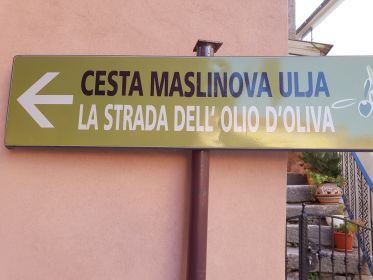 CESTA MASLINOVA ULJA
LA STRADA DELL' OLIO D'OLIVA